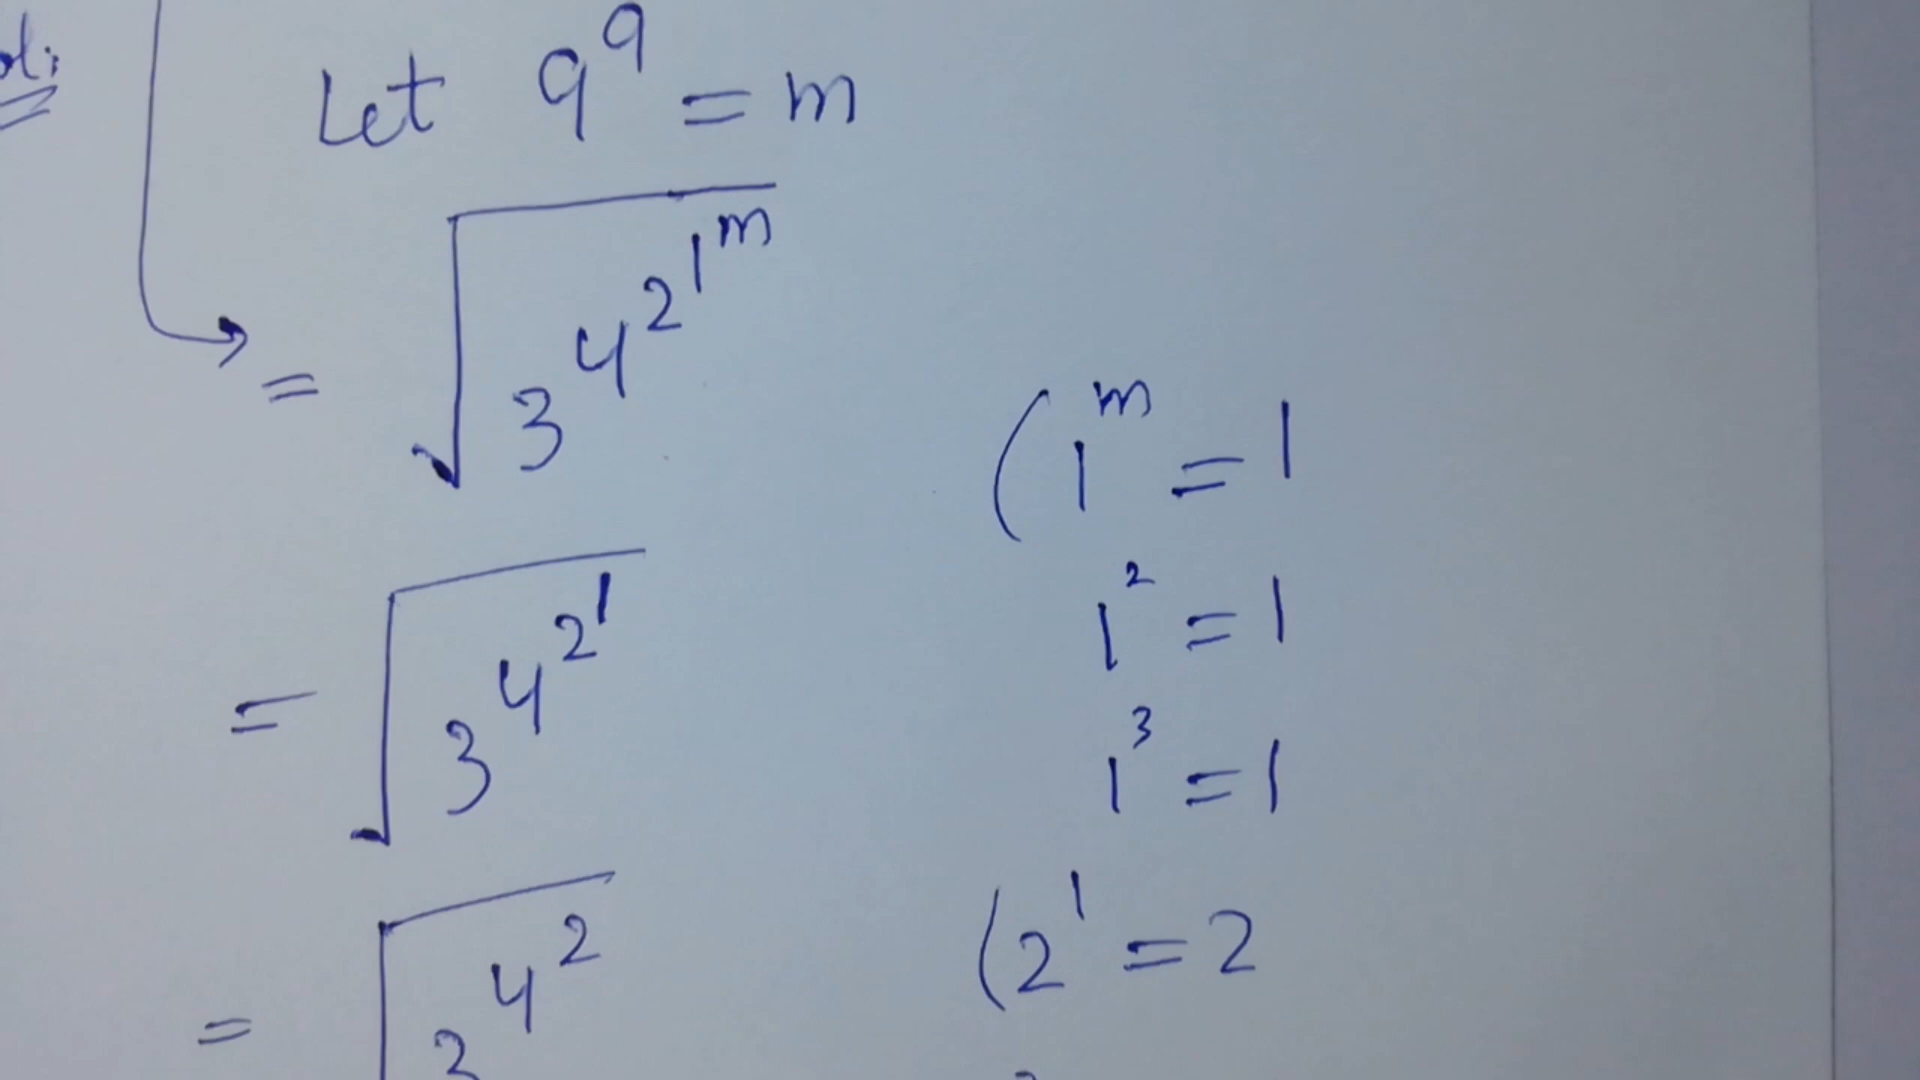 Let 9^9 = m
= √(3^4^2^1^m)
(1^m = 1
1^2 = 1
= √(3^4^2^1)
1^3 = 1
(2^1 = 2
= √(3^4^2